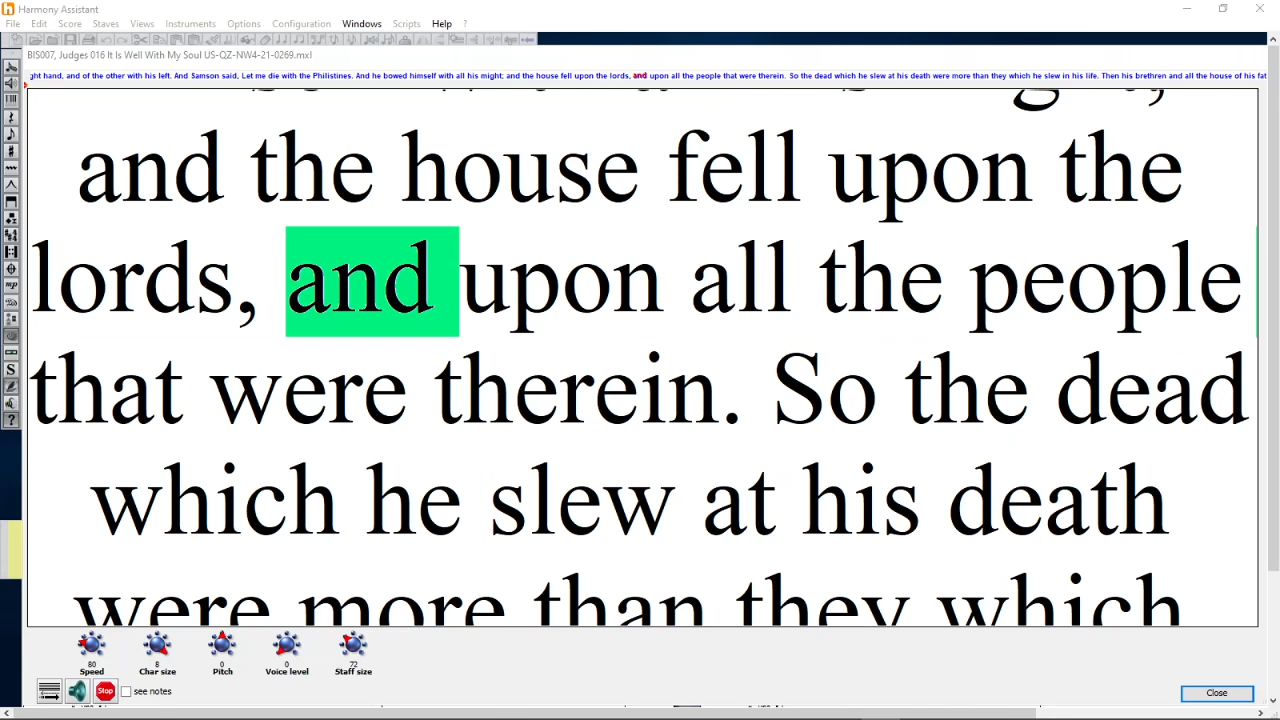 Harmony Assistant
File Edit Score Staves Views Instruments Options Configuration Windows Scripts Help ?
BIS007, Judges 016 It Is Well With My Soul US-QZ-NW4-21-0269.mxl
ght hand, and of the other with his left. And Samson said, Let me die with the Philistines. And he bowed himself with all his might; and the house fell upon the lords, and upon all the people that were therein. So the dead which he slew at his death were more than they which he slew in his life. Then his brethren and all the house of his fat
and the house fell upon the
lords, and upon all the people
that were therein. So the dead
which he slew at his death
were more than they which
80 8 0 0 72
Speed Char size Pitch Voice level Staff size
Stop see notes
Close